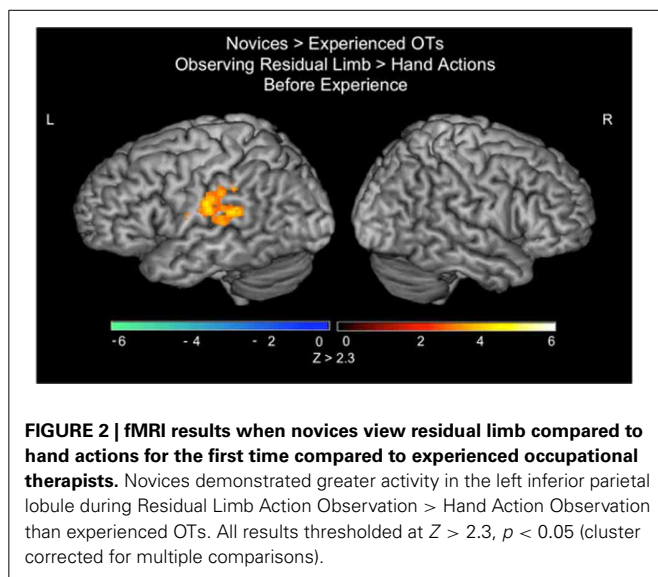 Novices > Experienced OTs
Observing Residual Limb > Hand Actions
Before Experience
L
R
-6 -4 -2 0 0 2 4 6
Z > 2.3
FIGURE 2 | fMRI results when novices view residual limb compared to
hand actions for the first time compared to experienced occupational
therapists. Novices demonstrated greater activity in the left inferior parietal
lobule during Residual Limb Action Observation > Hand Action Observation
than experienced OTs. All results thresholded at Z > 2.3, p < 0.05 (cluster
corrected for multiple comparisons).